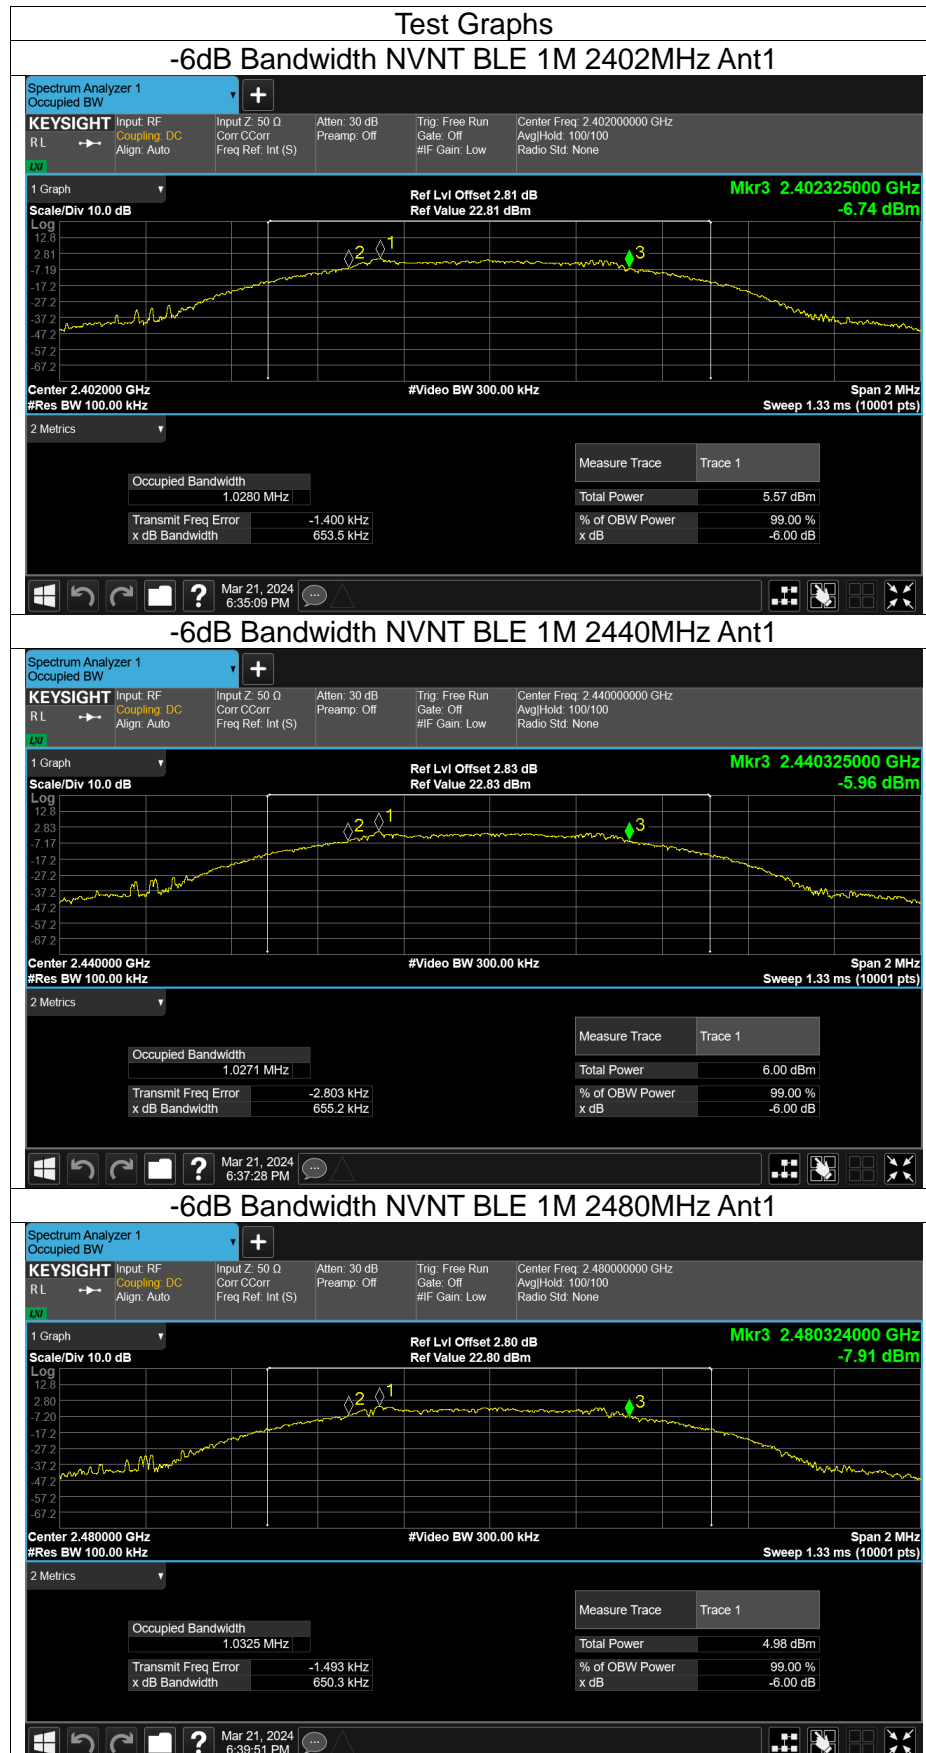 Test Graphs
-6dB Bandwidth NVNT BLE 1M 2402MHz Ant1
Spectrum Analyzer 1
Occupied BW
KEYSIGHT Input: RF Input Z: 50 Ω Atten: 30 dB Trig: Free Run Center Freq: 2.402000000 GHz
RL Coupling: DC Corr CCorr Preamp: Off Gate: Off Avg|Hold: 100/100
Align: Auto Freq Ref: Int (S) #IF Gain: Low Radio Std: None
LXI
1 Graph Ref Lvl Offset 2.81 dB Mkr3 2.402325000 GHz
Scale/Div 10.0 dB Ref Value 22.81 dBm -6.74 dBm
Log
12.8
2.81
-7.19
-17.2
-27.2
-37.2
-47.2
-57.2
-67.2
2 1 3
Center 2.402000 GHz #Video BW 300.00 kHz Span 2 MHz
#Res BW 100.00 kHz Sweep 1.33 ms (10001 pts)
2 Metrics
Measure Trace Trace 1
Occupied Bandwidth
1.0280 MHz Total Power 5.57 dBm
Transmit Freq Error -1.400 kHz % of OBW Power 99.00 %
x dB Bandwidth 653.5 kHz x dB -6.00 dB
Mar 21, 2024
6:35:09 PM
-6dB Bandwidth NVNT BLE 1M 2440MHz Ant1
Spectrum Analyzer 1
Occupied BW
KEYSIGHT Input: RF Input Z: 50 Ω Atten: 30 dB Trig: Free Run Center Freq: 2.440000000 GHz
RL Coupling: DC Corr CCorr Preamp: Off Gate: Off Avg|Hold: 100/100
Align: Auto Freq Ref: Int (S) #IF Gain: Low Radio Std: None
LXI
1 Graph Ref Lvl Offset 2.83 dB Mkr3 2.440325000 GHz
Scale/Div 10.0 dB Ref Value 22.83 dBm -5.96 dBm
Log
12.8
2.83
-7.17
-17.2
-27.2
-37.2
-47.2
-57.2
-67.2
2 1 3
Center 2.440000 GHz #Video BW 300.00 kHz Span 2 MHz
#Res BW 100.00 kHz Sweep 1.33 ms (10001 pts)
2 Metrics
Measure Trace Trace 1
Occupied Bandwidth
1.0271 MHz Total Power 6.00 dBm
Transmit Freq Error -2.803 kHz % of OBW Power 99.00 %
x dB Bandwidth 655.2 kHz x dB -6.00 dB
Mar 21, 2024
6:37:28 PM
-6dB Bandwidth NVNT BLE 1M 2480MHz Ant1
Spectrum Analyzer 1
Occupied BW
KEYSIGHT Input: RF Input Z: 50 Ω Atten: 30 dB Trig: Free Run Center Freq: 2.480000000 GHz
RL Coupling: DC Corr CCorr Preamp: Off Gate: Off Avg|Hold: 100/100
Align: Auto Freq Ref: Int (S) #IF Gain: Low Radio Std: None
LXI
1 Graph Ref Lvl Offset 2.80 dB Mkr3 2.480324000 GHz
Scale/Div 10.0 dB Ref Value 22.80 dBm -7.91 dBm
Log
12.8
2.80
-7.20
-17.2
-27.2
-37.2
-47.2
-57.2
-67.2
2 1 3
Center 2.480000 GHz #Video BW 300.00 kHz Span 2 MHz
#Res BW 100.00 kHz Sweep 1.33 ms (10001 pts)
2 Metrics
Measure Trace Trace 1
Occupied Bandwidth
1.0325 MHz Total Power 4.98 dBm
Transmit Freq Error -1.493 kHz % of OBW Power 99.00 %
x dB Bandwidth 650.3 kHz x dB -6.00 dB
Mar 21, 2024
6:39:51 PM